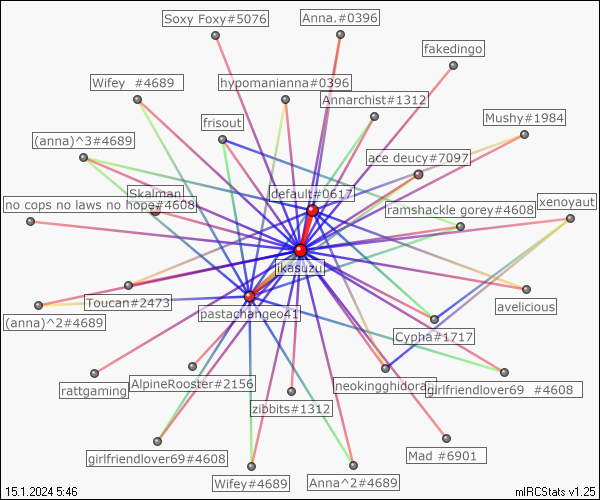 Soxy Foxy#5076
Anna.#0396
fakedingo
Wifey  #4689
hypomanianna#0396
Annarchist#1312
Mushy#1984
frisout
(anna)^3#4689
ace deucy#7097
Skalman
default#0617
no cops no laws no hope#4608
ramshackle gorey#4608
xenoyaut
jikasuzu
Toucan#2473
avelicious
pastachangeo41
(anna)^2#4689
Cypha#1717
rattgaming
AlpineRooster#2156
neokingghidora
girlfriendlover69  #4608
zibbits#1312
girlfriendlover69#4608
Mad #6901
Wifey#4689
Anna^2#4689
15.1.2024 5:46
mIRCStats v1.25